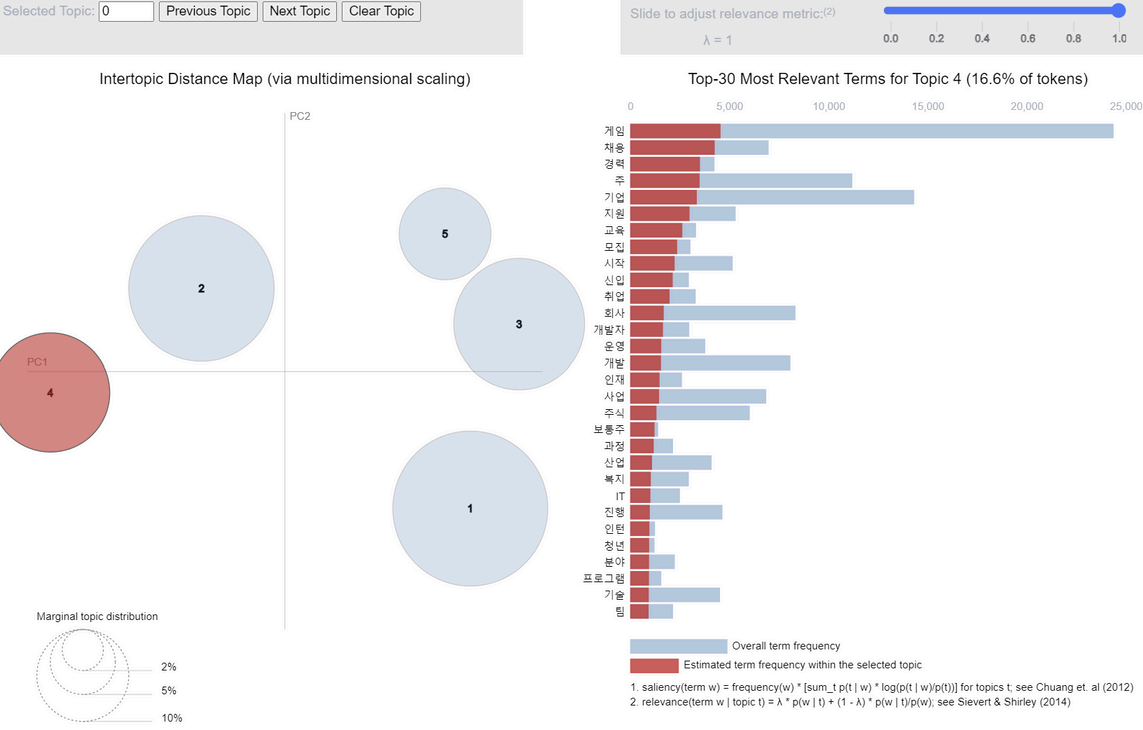 Selected Topic: 0 Previous Topic Next Topic Clear Topic
Slide to adjust relevance metric:(2)
λ = 1
0.0 0.2 0.4 0.6 0.8 1.0
Intertopic Distance Map (via multidimensional scaling)
PC2
5
2
3
PC1
4
1
Marginal topic distribution
2%
5%
10%
Top-30 Most Relevant Terms for Topic 4 (16.6% of tokens)
0 5,000 10,000 15,000 20,000 25,000
게임
채용
경력
주
기업
지원
교육
모집
시작
신입
취업
회사
개발자
운영
개발
인재
사업
주식
보통주
과정
산업
복지
IT
진행
인턴
청년
분야
프로그램
기술
팀
Overall term frequency
Estimated term frequency within the selected topic
1. saliency(term w) = frequency(w) * [sum_t p(t | w) * log(p(t | w)/p(t))] for topics t; see Chuang et. al (2012)
2. relevance(term w | topic t) = λ * p(w | t) + (1 - λ) * p(w | t)/p(w); see Sievert & Shirley (2014)